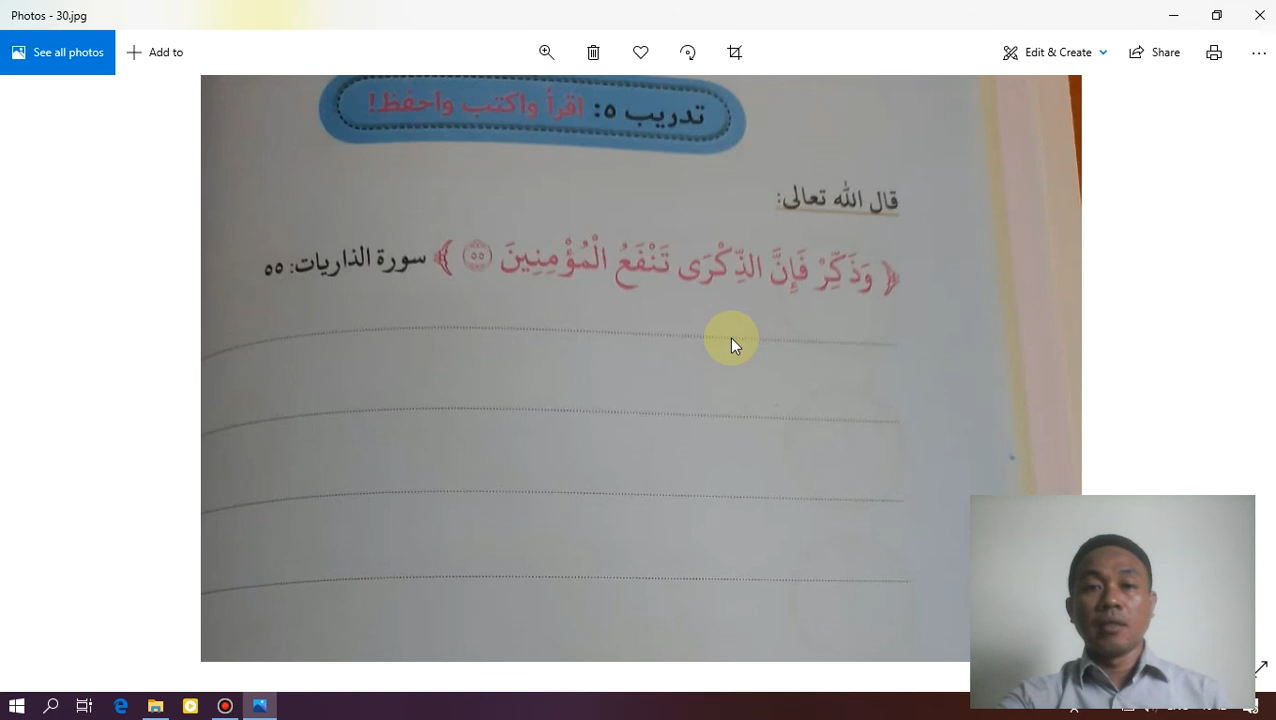 Photos - 30.jpg
See all photos
Add to
Edit & Create
Share
تدريب ٥: اقرأ واكتب واحفظ!
قال الله تعالى:
﴿ وَذَكِّرْ فَإِنَّ الذِّكْرَى تَنْفَعُ الْمُؤْمِنِينَ ٥٥ ﴾ سورة الذاريات: ٥٥